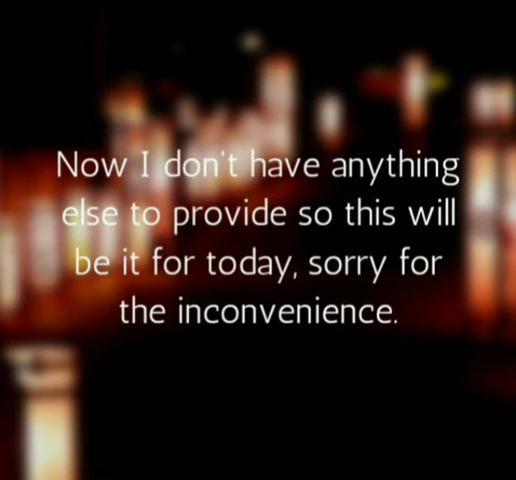 Now I don't have anything
else to provide so this will
be it for today, sorry for
the inconvenience.